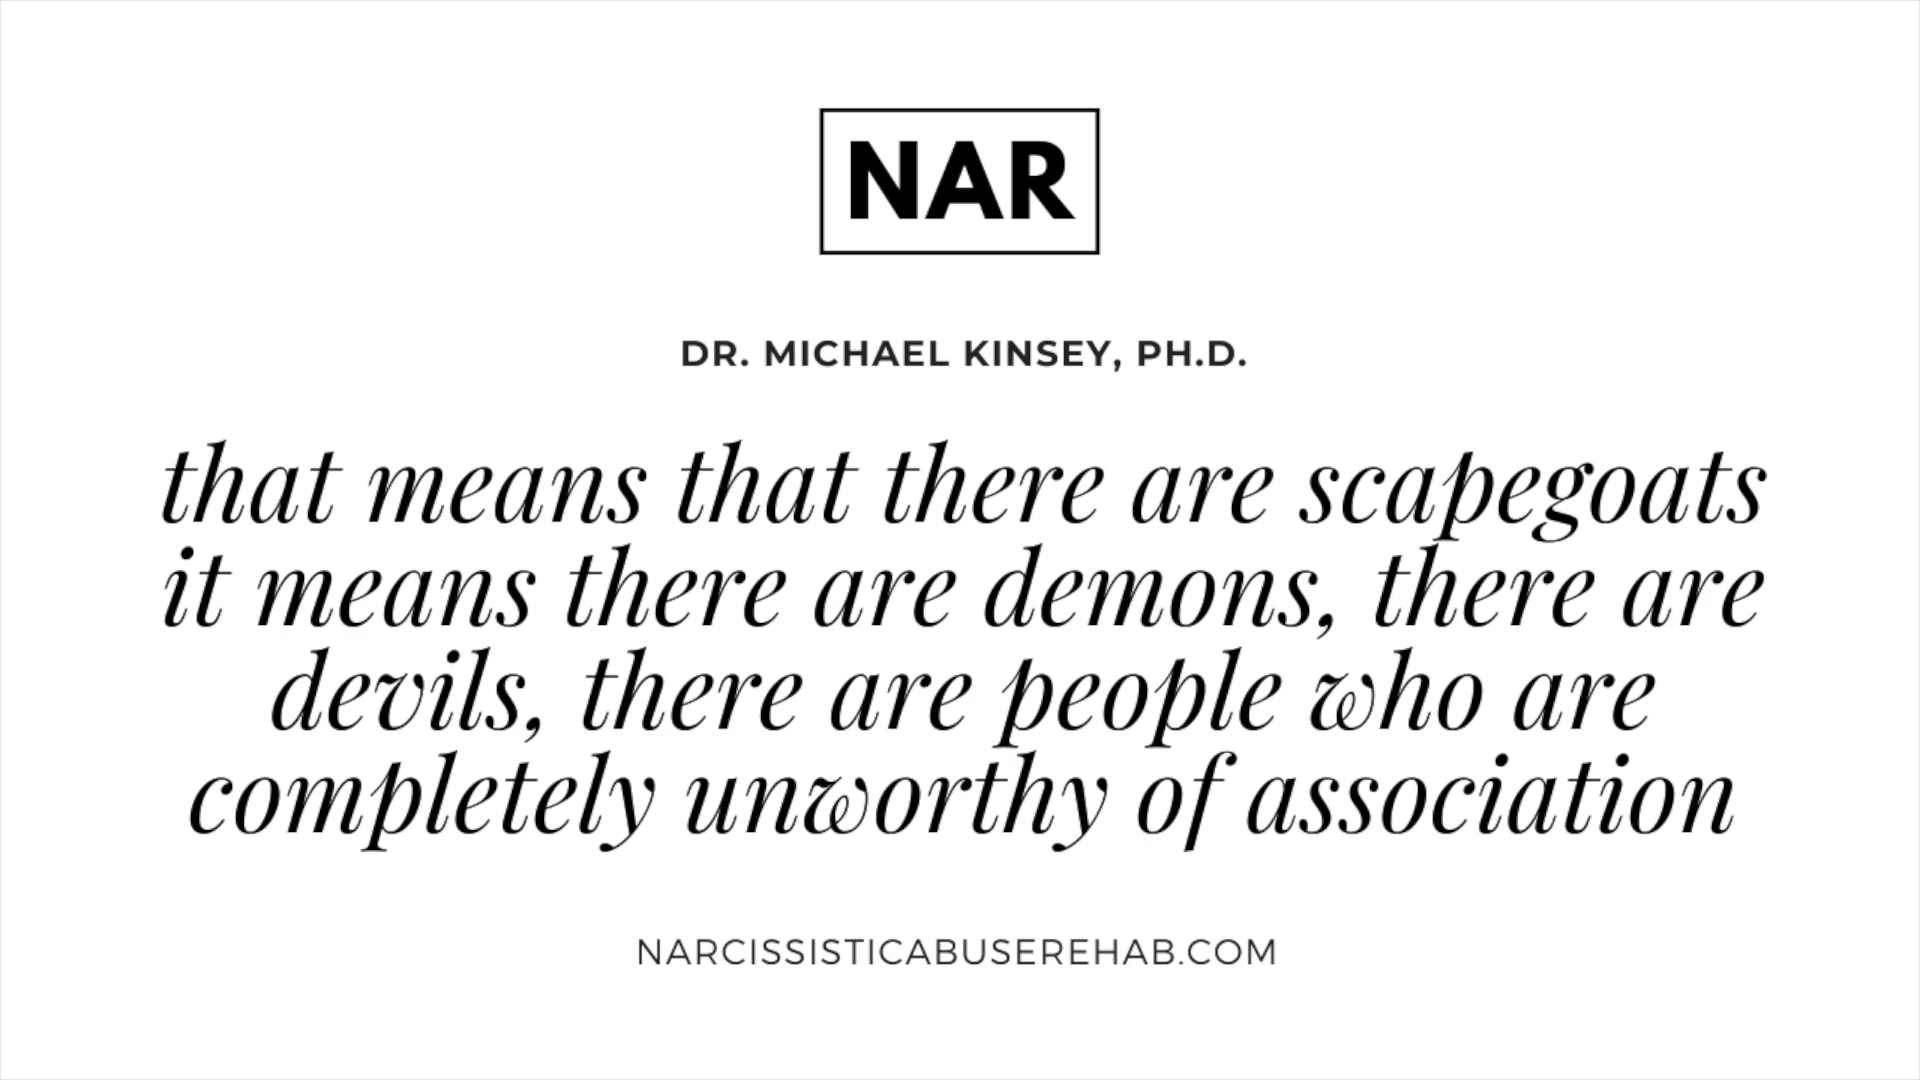 NAR
DR. MICHAEL KINSEY, PH.D.
that means that there are scapegoats
it means there are demons, there are
devils, there are people who are
completely unworthy of association
NARCISSISTICABUSEREHAB.COM